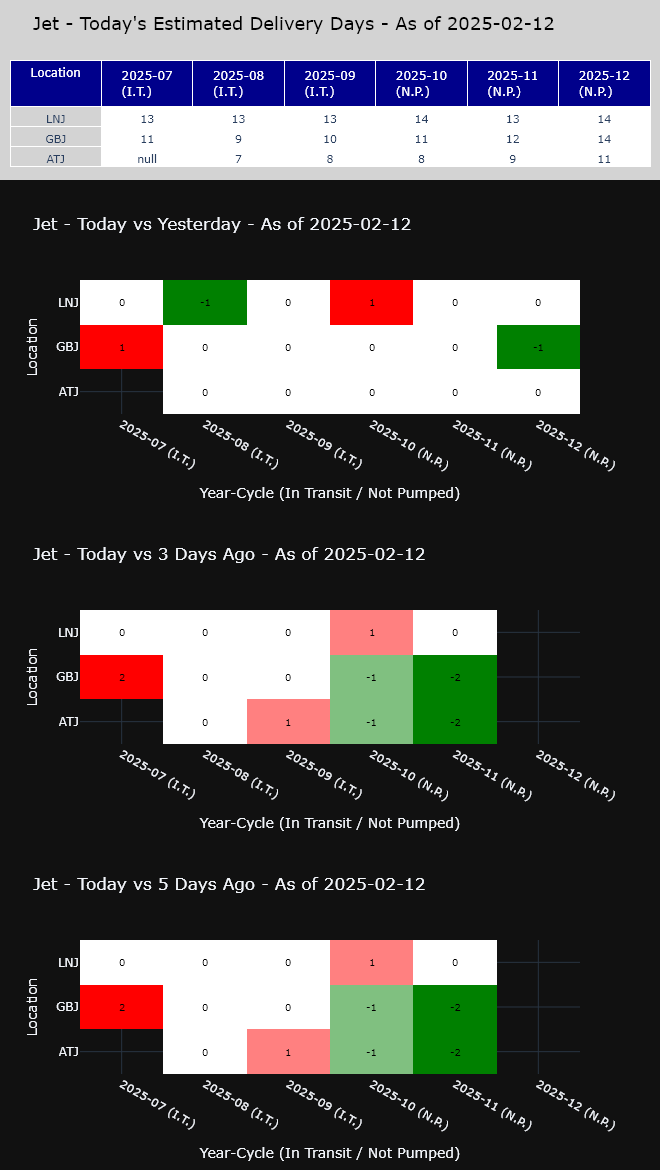 Jet - Today's Estimated Delivery Days - As of 2025-02-12
Location 2025-07 (I.T.) 2025-08 (I.T.) 2025-09 (I.T.) 2025-10 (N.P.) 2025-11 (N.P.) 2025-12 (N.P.)
LNJ 13 13 13 14 13 14
GBJ 11 9 10 11 12 14
ATJ null 7 8 8 9 11
Jet - Today vs Yesterday - As of 2025-02-12
Location
LNJ 0 -1 0 1 0 0
GBJ 1 0 0 0 0 -1
ATJ 0 0 0 0 0
2025-07 (I.T.) 2025-08 (I.T.) 2025-09 (I.T.) 2025-10 (N.P.) 2025-11 (N.P.) 2025-12 (N.P.)
Year-Cycle (In Transit / Not Pumped)
Jet - Today vs 3 Days Ago - As of 2025-02-12
Location
LNJ 0 0 0 1 0
GBJ 2 0 0 -1 -2
ATJ 0 1 -1 -2
2025-07 (I.T.) 2025-08 (I.T.) 2025-09 (I.T.) 2025-10 (N.P.) 2025-11 (N.P.) 2025-12 (N.P.)
Year-Cycle (In Transit / Not Pumped)
Jet - Today vs 5 Days Ago - As of 2025-02-12
Location
LNJ 0 0 0 1 0
GBJ 2 0 0 -1 -2
ATJ 0 1 -1 -2
2025-07 (I.T.) 2025-08 (I.T.) 2025-09 (I.T.) 2025-10 (N.P.) 2025-11 (N.P.) 2025-12 (N.P.)
Year-Cycle (In Transit / Not Pumped)